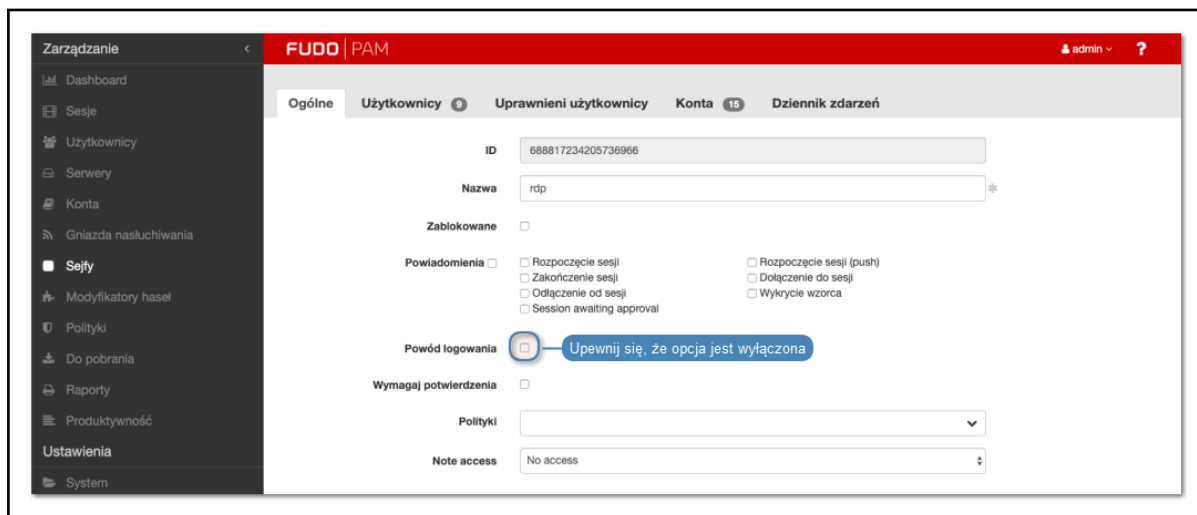 Zarządzanie
FUDO PAM
admin
?
Dashboard
Sesje
Użytkownicy
Serwery
Konta
Gniazda nasłuchiwania
Sejfy
Modyfikatory haseł
Polityki
Do pobrania
Raporty
Produktywność
Ustawienia
System
Ogólne Użytkownicy 9 Uprawnieni użytkownicy Konta 15 Dziennik zdarzeń
ID 688817234205736966
Nazwa rdp
Zablokowane
Powiadomienia Rozpoczęcie sesji Rozpoczęcie sesji (push)
Zakończenie sesji Dołączenie do sesji
Odłączenie od sesji Wykrycie wzorca
Session awaiting approval
Powód logowania Upewnij się, że opcja jest wyłączona
Wymagaj potwierdzenia
Polityki
Note access No access